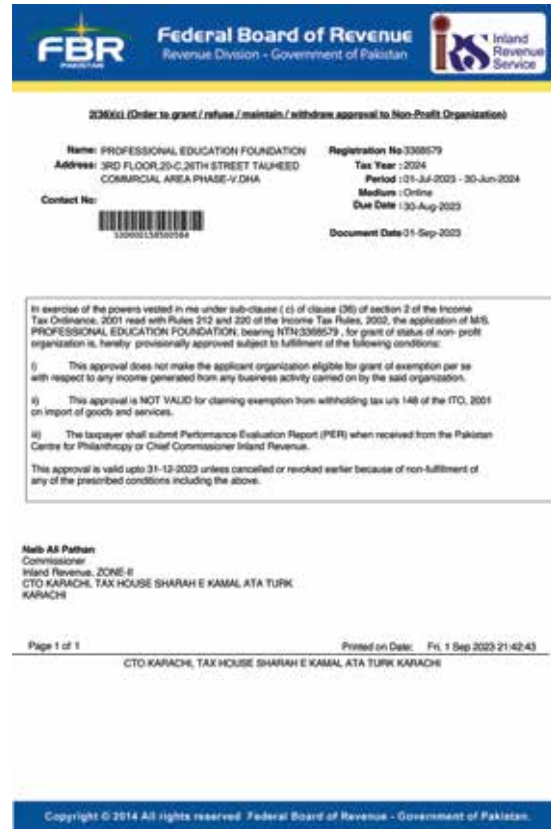 FBR
PAKISTAN
Federal Board of Revenue
Revenue Division - Government of Pakistan
IRS
Inland
Revenue
Service
2(36)(c) (Order to grant / refuse / maintain / withdraw approval to Non-Profit Organization)
Name: PROFESSIONAL EDUCATION FOUNDATION
Address: 3RD FLOOR,20-C,26TH STREET TAUHEED
COMMRCIAL AREA PHASE-V.DHA
Contact No:
Registration No 3368579
Tax Year : 2024
Period : 01-Jul-2023 - 30-Jun-2024
Medium : Online
Due Date : 30-Aug-2023
Document Date 01-Sep-2023
In exercise of the powers vested in me under sub-clause ( c) of clause (36) of section 2 of the Income
Tax Ordinance, 2001 read with Rules 212 and 220 of the Income Tax Rules, 2002, the application of M/S.
PROFESSIONAL EDUCATION FOUNDATION, bearing NTN:3368579 , for grant of status of non- profit
organization is, hereby provisionally approved subject to fulfillment of the following conditions:
i) This approval does not make the applicant organization eligible for grant of exemption per se
with respect to any income generated from any business activity carried on by the said organization.
ii) This approval is NOT VALID for claiming exemption from withholding tax u/s 148 of the ITO, 2001
on import of goods and services.
iii) The taxpayer shall submit Performance Evaluation Report (PER) when received from the Pakistan
Centre for Philanthropy or Chief Commissioner Inland Revenue.
This approval is valid upto 31-12-2023 unless cancelled or revoked earlier because of non-fulfillment of
any of the prescribed conditions including the above.
Naib Ali Pathan
Commissioner
Inland Revenue, ZONE-II
CTO KARACHI, TAX HOUSE SHARAH E KAMAL ATA TURK
KARACHI
Page 1 of 1
Printed on Date: Fri, 1 Sep 2023 21:42:43
CTO KARACHI, TAX HOUSE SHARAH E KAMAL ATA TURK KARACHI
Copyright © 2014 All rights reserved Federal Board of Revenue - Government of Pakistan.